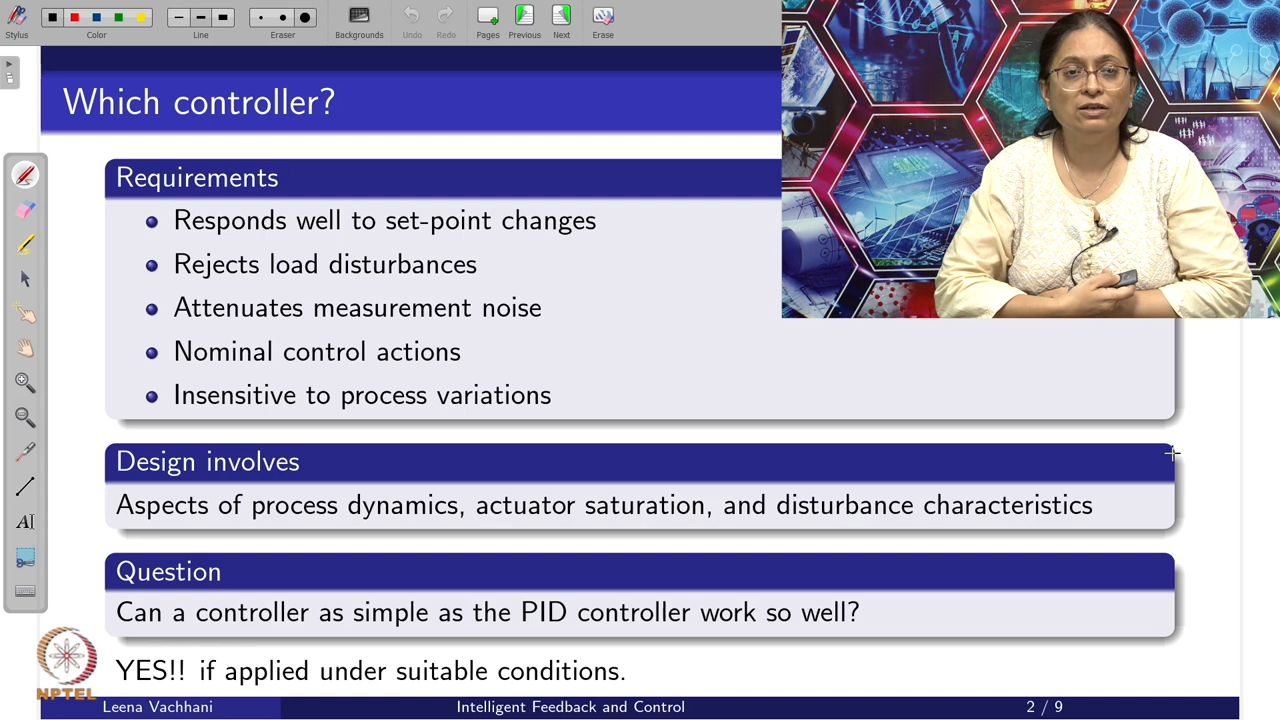 Stylus
Color
Line
Eraser
Backgrounds
Undo
Redo
Pages
Previous
Next
Erase
Which controller?
Requirements
Responds well to set-point changes
Rejects load disturbances
Attenuates measurement noise
Nominal control actions
Insensitive to process variations
Design involves
Aspects of process dynamics, actuator saturation, and disturbance characteristics
Question
Can a controller as simple as the PID controller work so well?
YES!! if applied under suitable conditions.
NPTEL
Leena Vachhani
Intelligent Feedback and Control
2 / 9